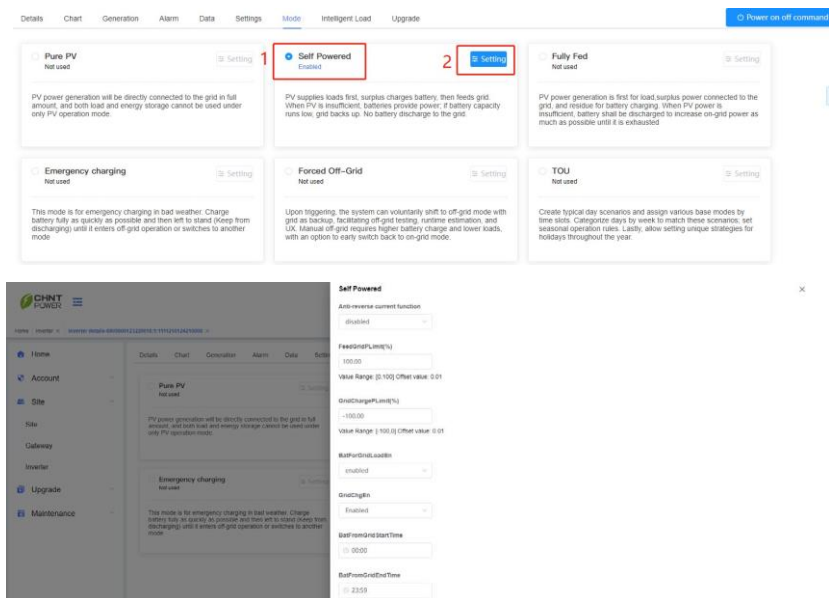 Details Chart Generation Alarm Data Settings Mode Intelligent Load Upgrade
Power on off command
Pure PV
Not used
Setting
PV power generation will be directly connected to the grid in full
amount, and both load and energy storage cannot be used under
only PV operation mode.
1
Self Powered
Enabled
2
Setting
PV supplies loads first, surplus charges battery, then feeds grid.
When PV is insufficient, batteries provide power; if battery capacity
runs low, grid backs up. No battery discharge to the grid.
Fully Fed
Not used
Setting
PV power generation is first for load,surplus power connected to the
grid, and residue for battery charging. When PV power is
insufficient, battery shall be discharged to increase on-grid power as
much as possible until it is exhausted
Emergency charging
Not used
Setting
This mode is for emergency charging in bad weather. Charge
battery fully as quickly as possible and then left to stand (Keep from
discharging) until it enters off-grid operation or switches to another
mode
Forced Off-Grid
Not used
Setting
Upon triggering, the system can voluntarily shift to off-grid mode with
grid as backup, facilitating off-grid testing, runtime estimation, and
UX. Manual off-grid requires higher battery charge and lower loads,
with an option to early switch back to on-grid mode.
TOU
Not used
Setting
Create typical day scenarios and assign various base modes by
time slots. Categorize days by week to match these scenarios; set
seasonal operation rules. Lastly, allow setting unique strategies for
holidays throughout the year.
CHNT
POWER
Home Inverter ×
Home
Account
Site
Site
Gateway
Inverter
Upgrade
Maintenance
Details Chart Generation Alarm Data
Pure PV
Not used
Setting
PV power generation will be directly connected to the grid in full
amount, and both load and energy storage cannot be used under
only PV operation mode.
Emergency charging
Not used
Setting
This mode is for emergency charging in bad weather. Charge
battery fully as quickly as possible and then left to stand (Keep from
discharging) until it enters off-grid operation or switches to another
mode
Self Powered
×
Anti-reverse current function
disabled
FeedGridPLimit(%)
100.00
Value Range: [0,100] Offset value: 0.01
GridChargePLimit(%)
-100.00
Value Range: [-100,0] Offset value: 0.01
BatForGridLoadEn
enabled
GridChgEn
Enabled
BatFromGridStartTime
00:00
BatFromGridEndTime
23:59